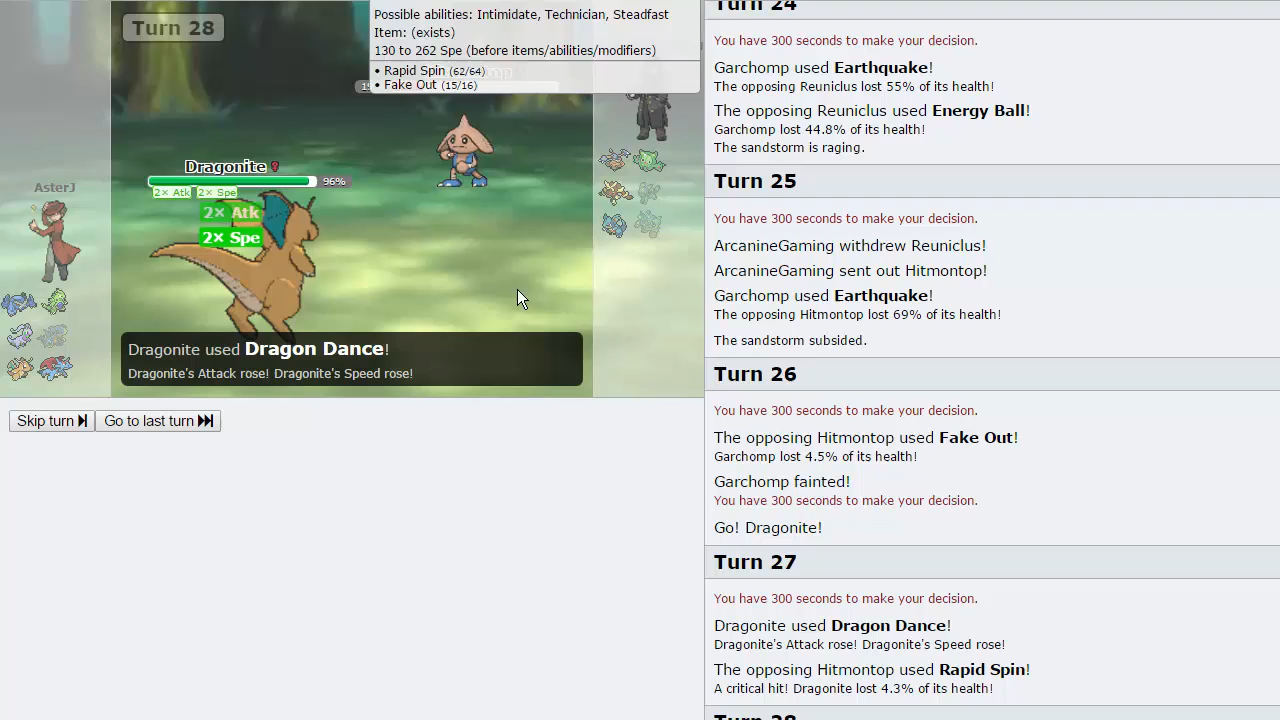 Turn 28
Possible abilities: Intimidate, Technician, Steadfast
Item: (exists)
130 to 262 Spe (before items/abilities/modifiers)
• Rapid Spin (62/64)
• Fake Out (15/16)
AsterJ
Dragonite
96%
2× Atk 2× Spe
2× Atk
2× Spe
Dragonite used Dragon Dance!
Dragonite's Attack rose! Dragonite's Speed rose!
Skip turn
Go to last turn
Turn 24
You have 300 seconds to make your decision.
Garchomp used Earthquake!
The opposing Reuniclus lost 55% of its health!
The opposing Reuniclus used Energy Ball!
Garchomp lost 44.8% of its health!
The sandstorm is raging.
Turn 25
You have 300 seconds to make your decision.
ArcanineGaming withdrew Reuniclus!
ArcanineGaming sent out Hitmontop!
Garchomp used Earthquake!
The opposing Hitmontop lost 69% of its health!
The sandstorm subsided.
Turn 26
You have 300 seconds to make your decision.
The opposing Hitmontop used Fake Out!
Garchomp lost 4.5% of its health!
Garchomp fainted!
You have 300 seconds to make your decision.
Go! Dragonite!
Turn 27
You have 300 seconds to make your decision.
Dragonite used Dragon Dance!
Dragonite's Attack rose! Dragonite's Speed rose!
The opposing Hitmontop used Rapid Spin!
A critical hit! Dragonite lost 4.3% of its health!
Turn 28